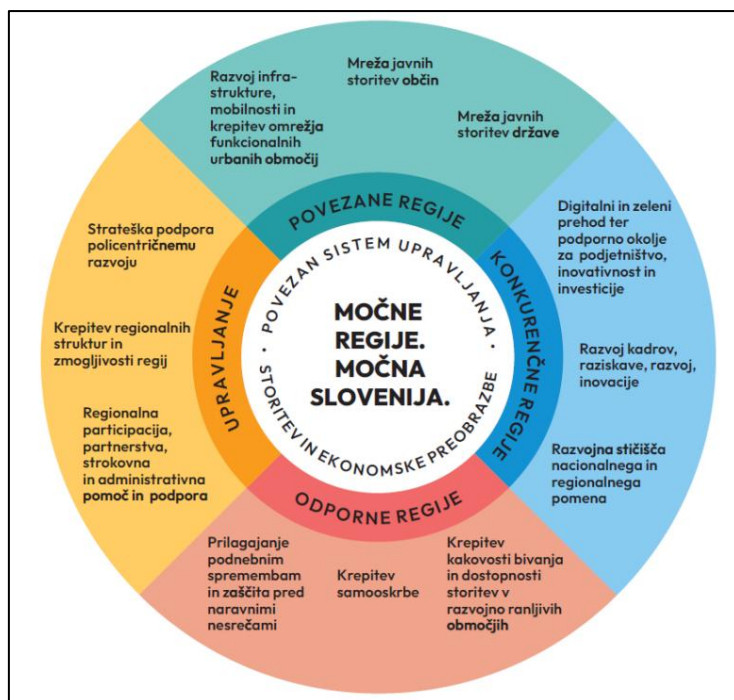 Razvoj infra-
strukture,
mobilnosti in
krepitev omrežja
funkcionalnih
urbanih območij
Mreža javnih
storitev občin
Mreža javnih
storitev države
POVEZANE REGIJE
Digitalni in zeleni
prehod ter
podporno okolje
za podjetništvo,
inovativnost in
investicije
Razvoj kadrov,
raziskave, razvoj,
inovacije
Razvojna stičišča
nacionalnega in
regionalnega
pomena
KONKURENČNE REGIJE
Strateška podpora
policentričnemu
razvoju
Krepitev regionalnih
struktur in
zmogljivosti regij
Regionalna
participacija,
partnerstva,
strokovna
in administrativna
pomoč in podpora
UPRAVLJANJE
• POVEZAN SISTEM UPRAVLJANJA •
MOČNE
REGIJE.
MOČNA
SLOVENIJA.
STORITEV IN EKONOMSKE PREOBRAZBE
ODPORNE REGIJE
Prilagajanje
podnebnim
spremembam
in zaščita pred
naravnimi
nesrečami
Krepitev
samooskrbe
Krepitev
kakovosti bivanja
in dostopnosti
storitev v
razvojno ranljivih
območjih